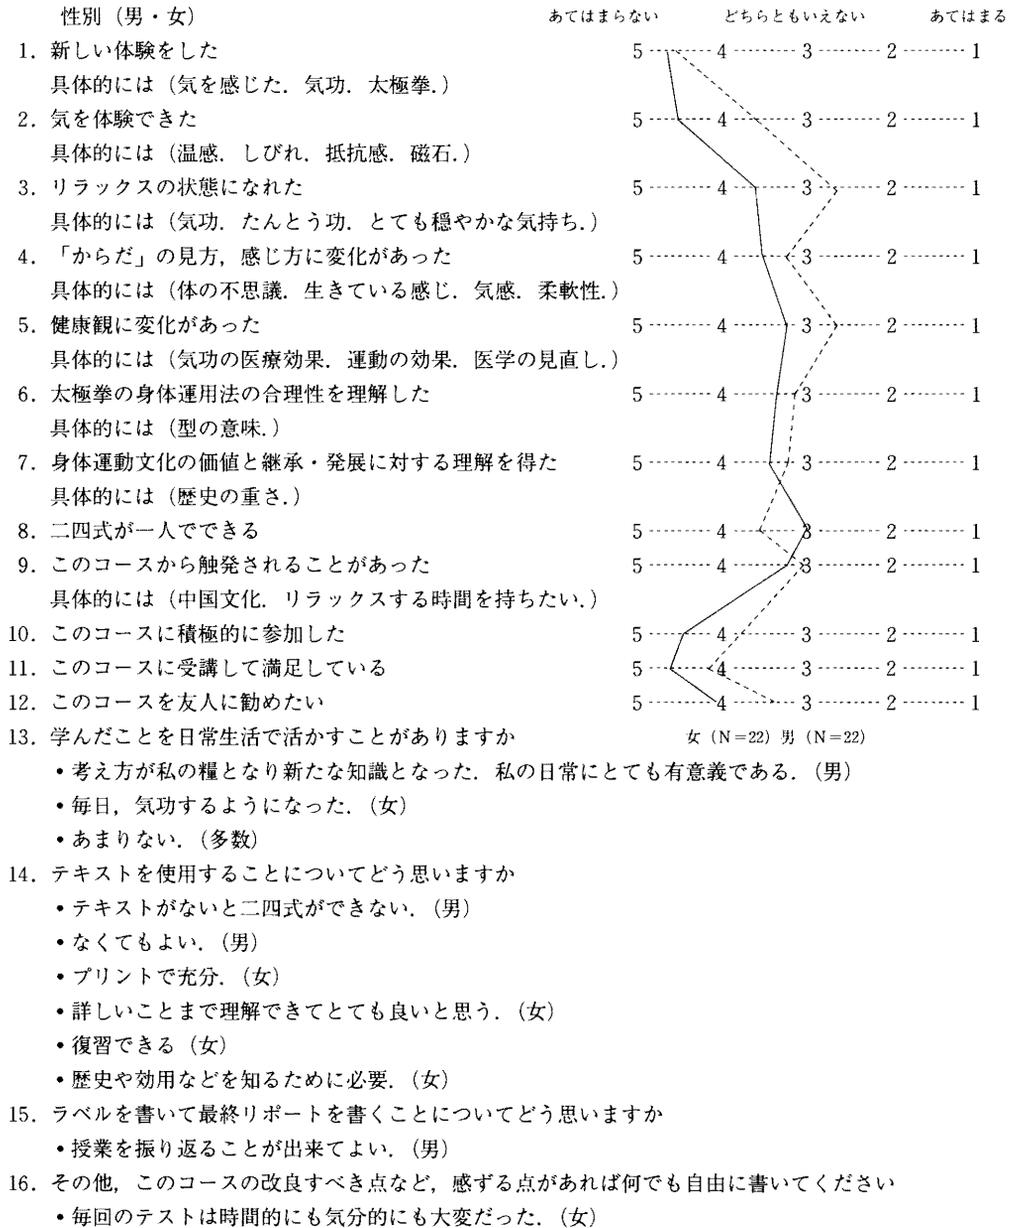 性別（男・女） あてはまらない どちらともいえない あてはまる
1．新しい体験をした 5 4 3 2 1
具体的には（気を感じた．気功．太極拳．）
2．気を体験できた 5 4 3 2 1
具体的には（温感．しびれ．抵抗感．磁石．）
3．リラックスの状態になれた 5 4 3 2 1
具体的には（気功．たんとう功．とても穏やかな気持ち．）
4．「からだ」の見方，感じ方に変化があった 5 4 3 2 1
具体的には（体の不思議．生きている感じ．気感．柔軟性．）
5．健康観に変化があった 5 4 3 2 1
具体的には（気功の医療効果．運動の効果．医学の見直し．）
6．太極拳の身体運用法の合理性を理解した 5 4 3 2 1
具体的には（型の意味．）
7．身体運動文化の価値と継承・発展に対する理解を得た 5 4 3 2 1
具体的には（歴史の重さ．）
8．二四式が一人でできる 5 4 3 2 1
9．このコースから触発されることがあった 5 4 3 2 1
具体的には（中国文化．リラックスする時間を持ちたい．）
10．このコースに積極的に参加した 5 4 3 2 1
11．このコースに受講して満足している 5 4 3 2 1
12．このコースを友人に勧めたい 5 4 3 2 1
13．学んだことを日常生活で活かすことがありますか 女（N＝22）男（N＝22）
・考え方が私の糧となり新たな知識となった．私の日常にとても有意義である．（男）
・毎日，気功するようになった．（女）
・あまりない．（多数）
14．テキストを使用することについてどう思いますか
・テキストがないと二四式ができない．（男）
・なくてもよい．（男）
・プリントで充分．（女）
・詳しいことまで理解できてとても良いと思う．（女）
・復習できる（女）
・歴史や効用などを知るために必要．（女）
15．ラベルを書いて最終リポートを書くことについてどう思いますか
・授業を振り返ることが出来てよい．（男）
16．その他，このコースの改良すべき点など，感ずる点があれば何でも自由に書いてください
・毎回のテストは時間的にも気分的にも大変だった．（女）